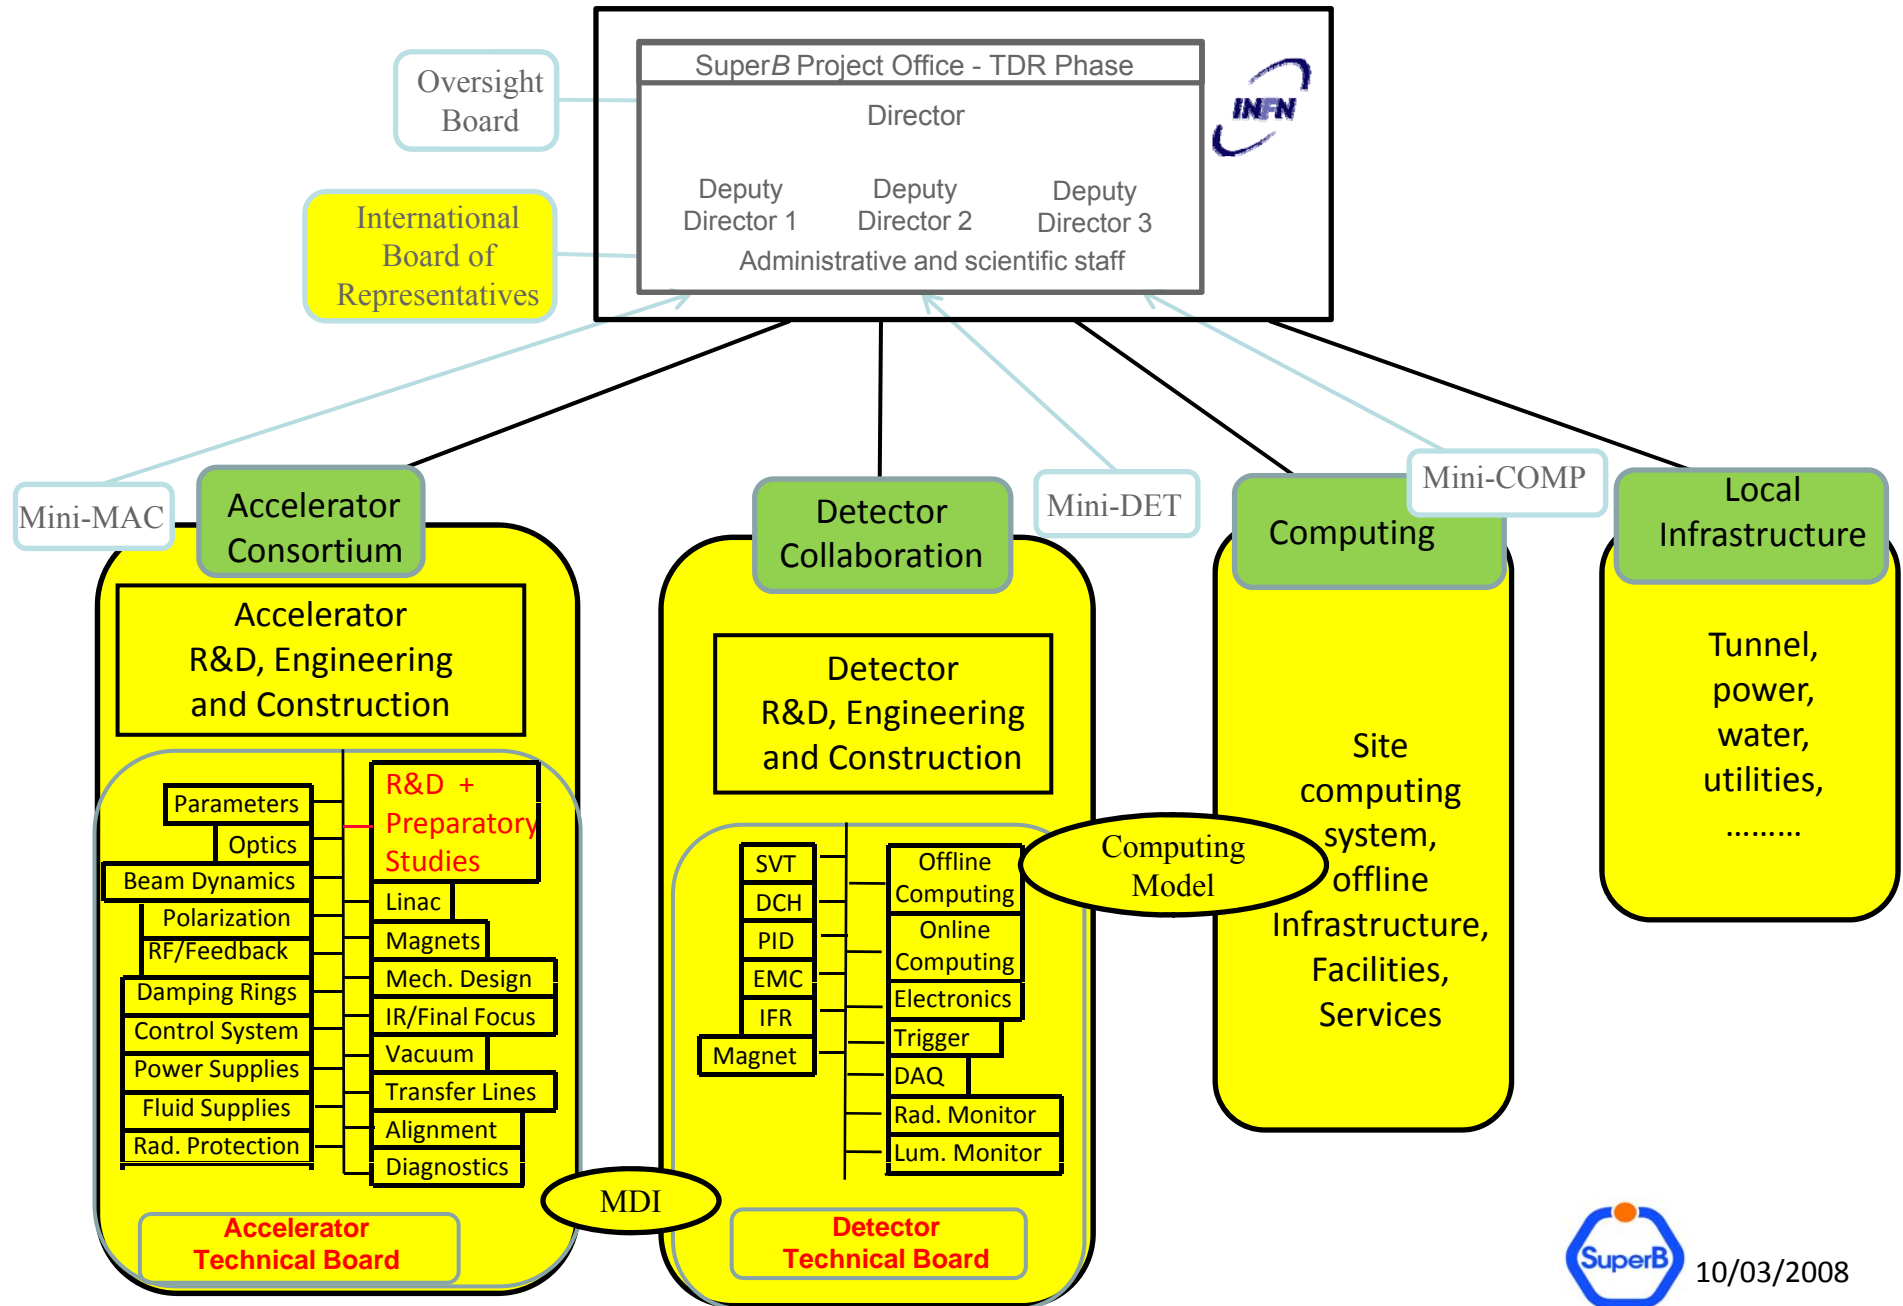 SuperB Project Office - TDR Phase
Oversight
Board
Director
INFN
Deputy
Director 1
Deputy
Director 2
Deputy
Director 3
Administrative and scientific staff
International
Board of
Representatives
Mini-MAC
Accelerator
Consortium
Detector
Collaboration
Mini-DET
Computing
Mini-COMP
Local
Infrastructure
Accelerator
R&D, Engineering
and Construction
Parameters
Optics
Beam Dynamics
Polarization
RF/Feedback
Damping Rings
Control System
Power Supplies
Fluid Supplies
Rad. Protection
R&D +
Preparatory
Studies
Linac
Magnets
Mech. Design
IR/Final Focus
Vacuum
Transfer Lines
Alignment
Diagnostics
Accelerator
Technical Board
MDI
Detector
R&D, Engineering
and Construction
SVT
DCH
PID
EMC
IFR
Magnet
Offline
Computing
Online
Computing
Electronics
Trigger
DAQ
Rad. Monitor
Lum. Monitor
Detector
Technical Board
Computing
Model
Site
computing
system,
offline
Infrastructure,
Facilities,
Services
Tunnel,
power,
water,
utilities,
………
SuperB
10/03/2008